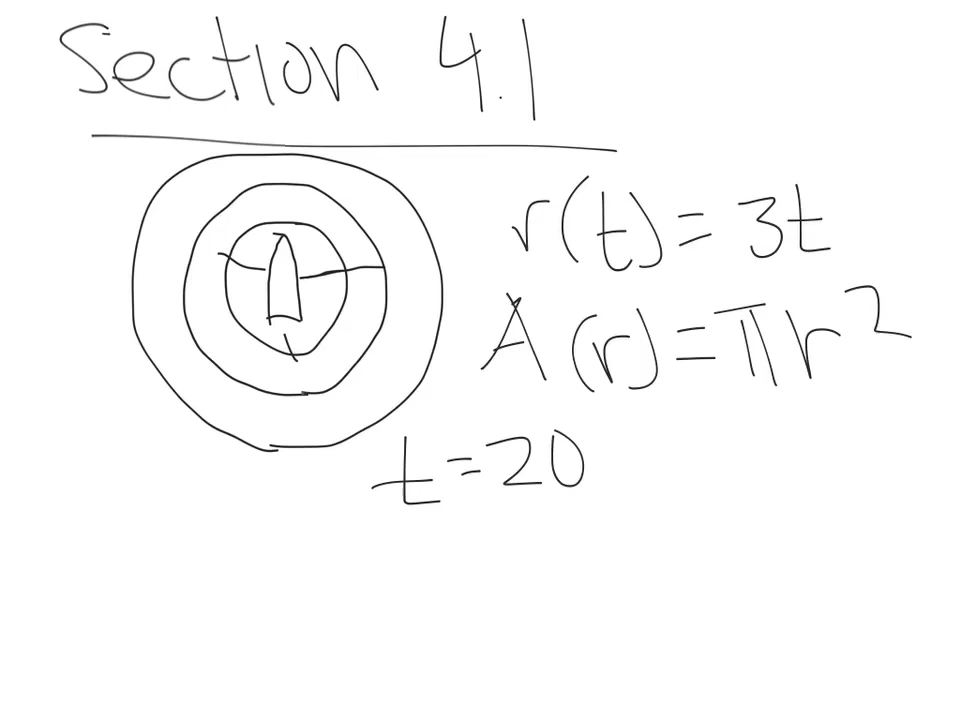 Section 4.1
r(t) = 3t
A(r) = πr²
t = 20